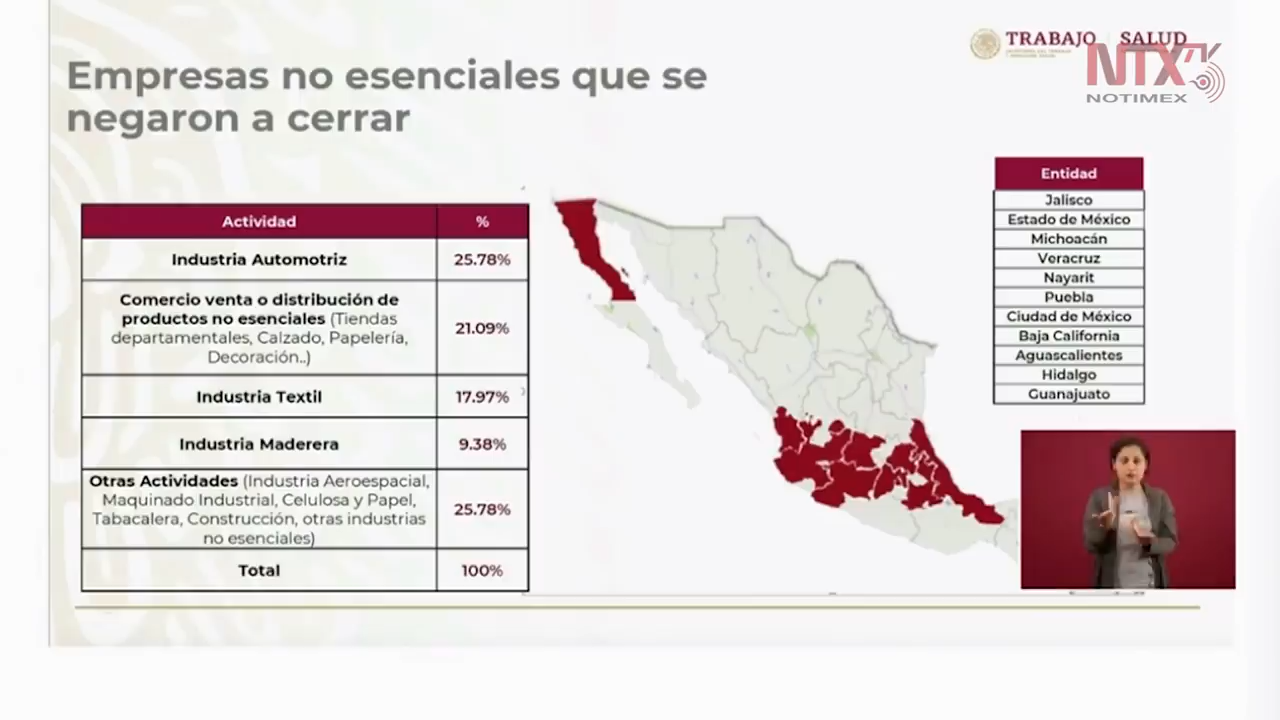 TRABAJO
SALUD
NTX
NOTIMEX
Empresas no esenciales que se
negaron a cerrar
Actividad
%
Industria Automotriz
25.78%
Comercio venta o distribución de
productos no esenciales (Tiendas
departamentales, Calzado, Papelería,
Decoración..)
21.09%
Industria Textil
17.97%
Industria Maderera
9.38%
Otras Actividades (Industria Aeroespacial,
Maquinado Industrial, Celulosa y Papel,
Tabacalera, Construcción, otras industrias
no esenciales)
25.78%
Total
100%
Entidad
Jalisco
Estado de México
Michoacán
Veracruz
Nayarit
Puebla
Ciudad de México
Baja California
Aguascalientes
Hidalgo
Guanajuato